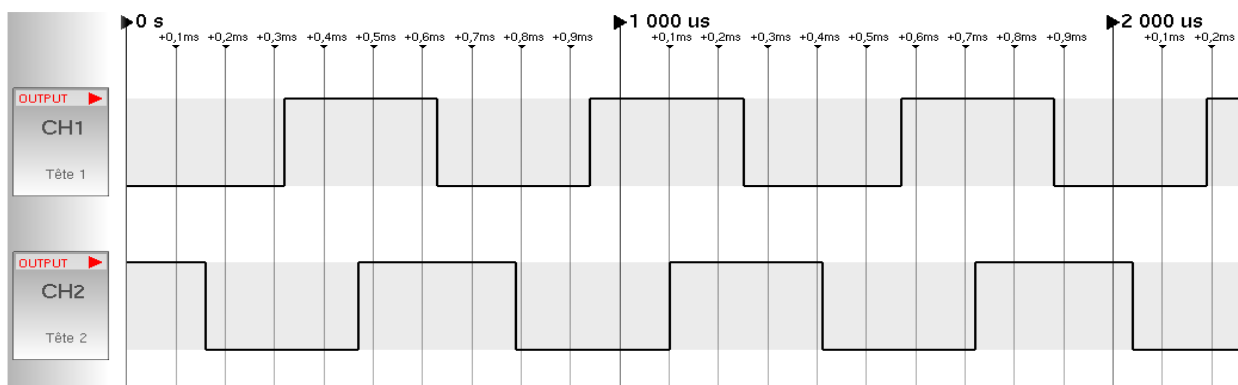 0 s 1 000 us 2 000 us
+0,1ms +0,2ms +0,3ms +0,4ms +0,5ms +0,6ms +0,7ms +0,8ms +0,9ms +0,1ms +0,2ms +0,3ms +0,4ms +0,5ms +0,6ms +0,7ms +0,8ms +0,9ms +0,1ms +0,2ms
OUTPUT
CH1
Tête 1
OUTPUT
CH2
Tête 2